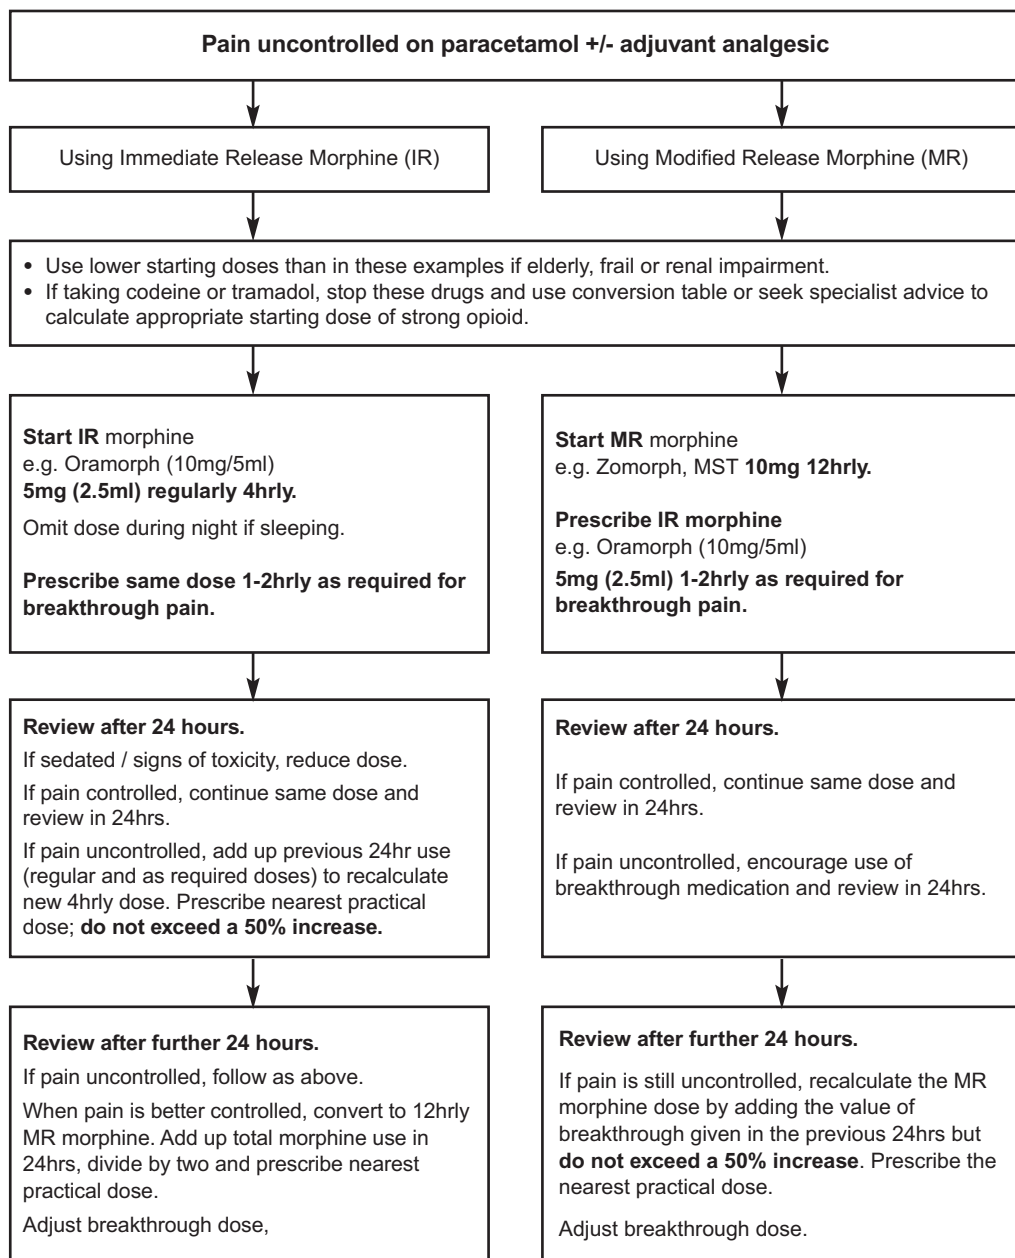 Pain uncontrolled on paracetamol +/- adjuvant analgesic
Using Immediate Release Morphine (IR)
Using Modified Release Morphine (MR)
• Use lower starting doses than in these examples if elderly, frail or renal impairment.
• If taking codeine or tramadol, stop these drugs and use conversion table or seek specialist advice to
calculate appropriate starting dose of strong opioid.
Start IR morphine
e.g. Oramorph (10mg/5ml)
5mg (2.5ml) regularly 4hrly.
Omit dose during night if sleeping.
Prescribe same dose 1-2hrly as required for
breakthrough pain.
Start MR morphine
e.g. Zomorph, MST 10mg 12hrly.
Prescribe IR morphine
e.g. Oramorph (10mg/5ml)
5mg (2.5ml) 1-2hrly as required for
breakthrough pain.
Review after 24 hours.
If sedated / signs of toxicity, reduce dose.
If pain controlled, continue same dose and
review in 24hrs.
If pain uncontrolled, add up previous 24hr use
(regular and as required doses) to recalculate
new 4hrly dose. Prescribe nearest practical
dose; do not exceed a 50% increase.
Review after 24 hours.
If pain controlled, continue same dose and
review in 24hrs.
If pain uncontrolled, encourage use of
breakthrough medication and review in 24hrs.
Review after further 24 hours.
If pain uncontrolled, follow as above.
When pain is better controlled, convert to 12hrly
MR morphine. Add up total morphine use in
24hrs, divide by two and prescribe nearest
practical dose.
Adjust breakthrough dose,
Review after further 24 hours.
If pain is still uncontrolled, recalculate the MR
morphine dose by adding the value of
breakthrough given in the previous 24hrs but
do not exceed a 50% increase. Prescribe the
nearest practical dose.
Adjust breakthrough dose.